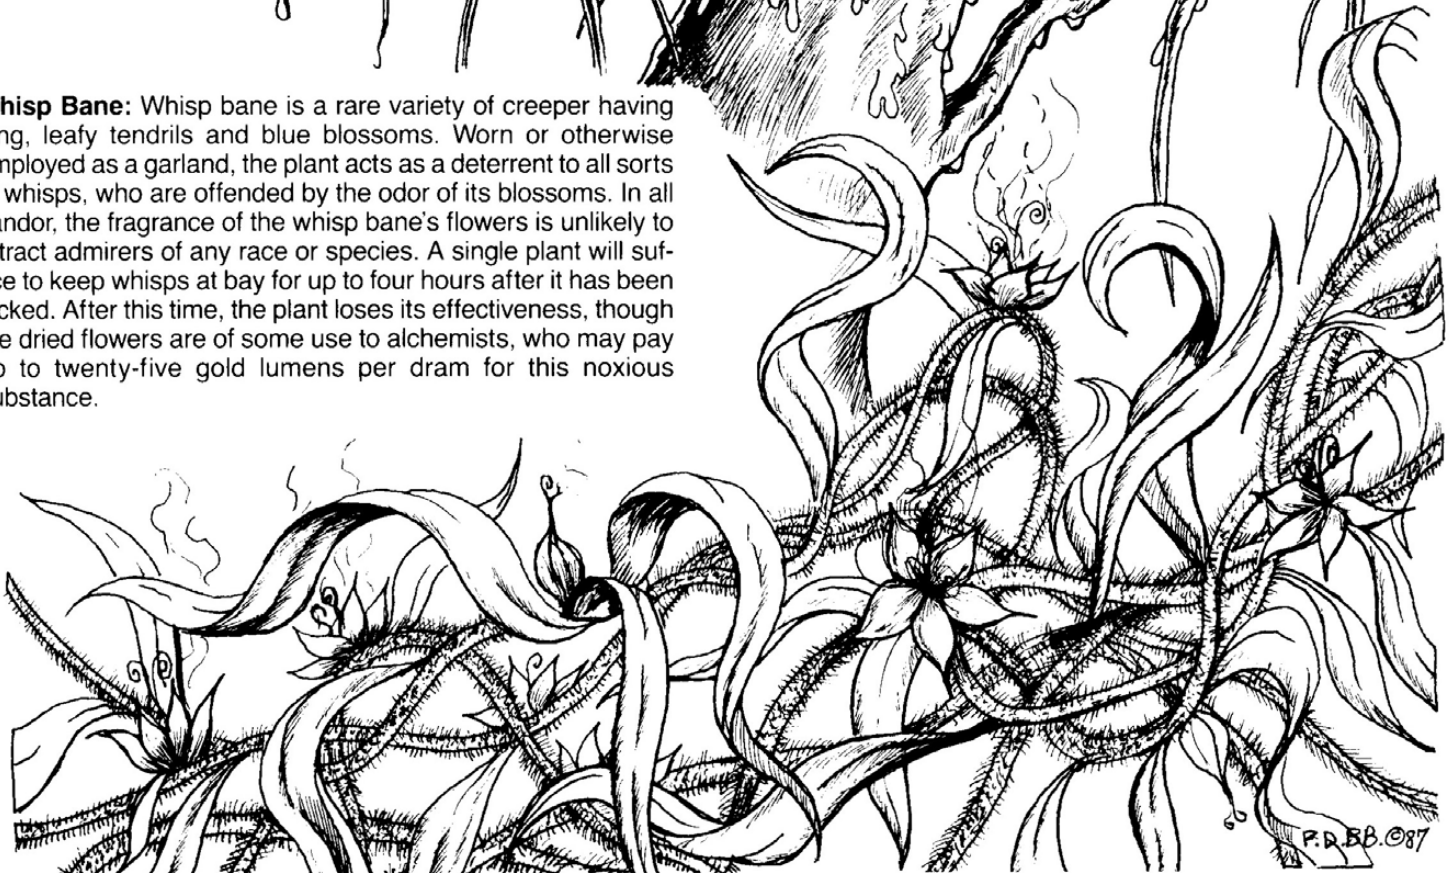 hisp Bane: Whisp bane is a rare variety of creeper having
ng, leafy tendrils and blue blossoms. Worn or otherwise
mployed as a garland, the plant acts as a deterrent to all sorts
whisps, who are offended by the odor of its blossoms. In all
ndor, the fragrance of the whisp bane's flowers is unlikely to
tract admirers of any race or species. A single plant will suf-
ce to keep whisps at bay for up to four hours after it has been
cked. After this time, the plant loses its effectiveness, though
e dried flowers are of some use to alchemists, who may pay
o to twenty-five gold lumens per dram for this noxious
ubstance.
P.D.B.B. ©87